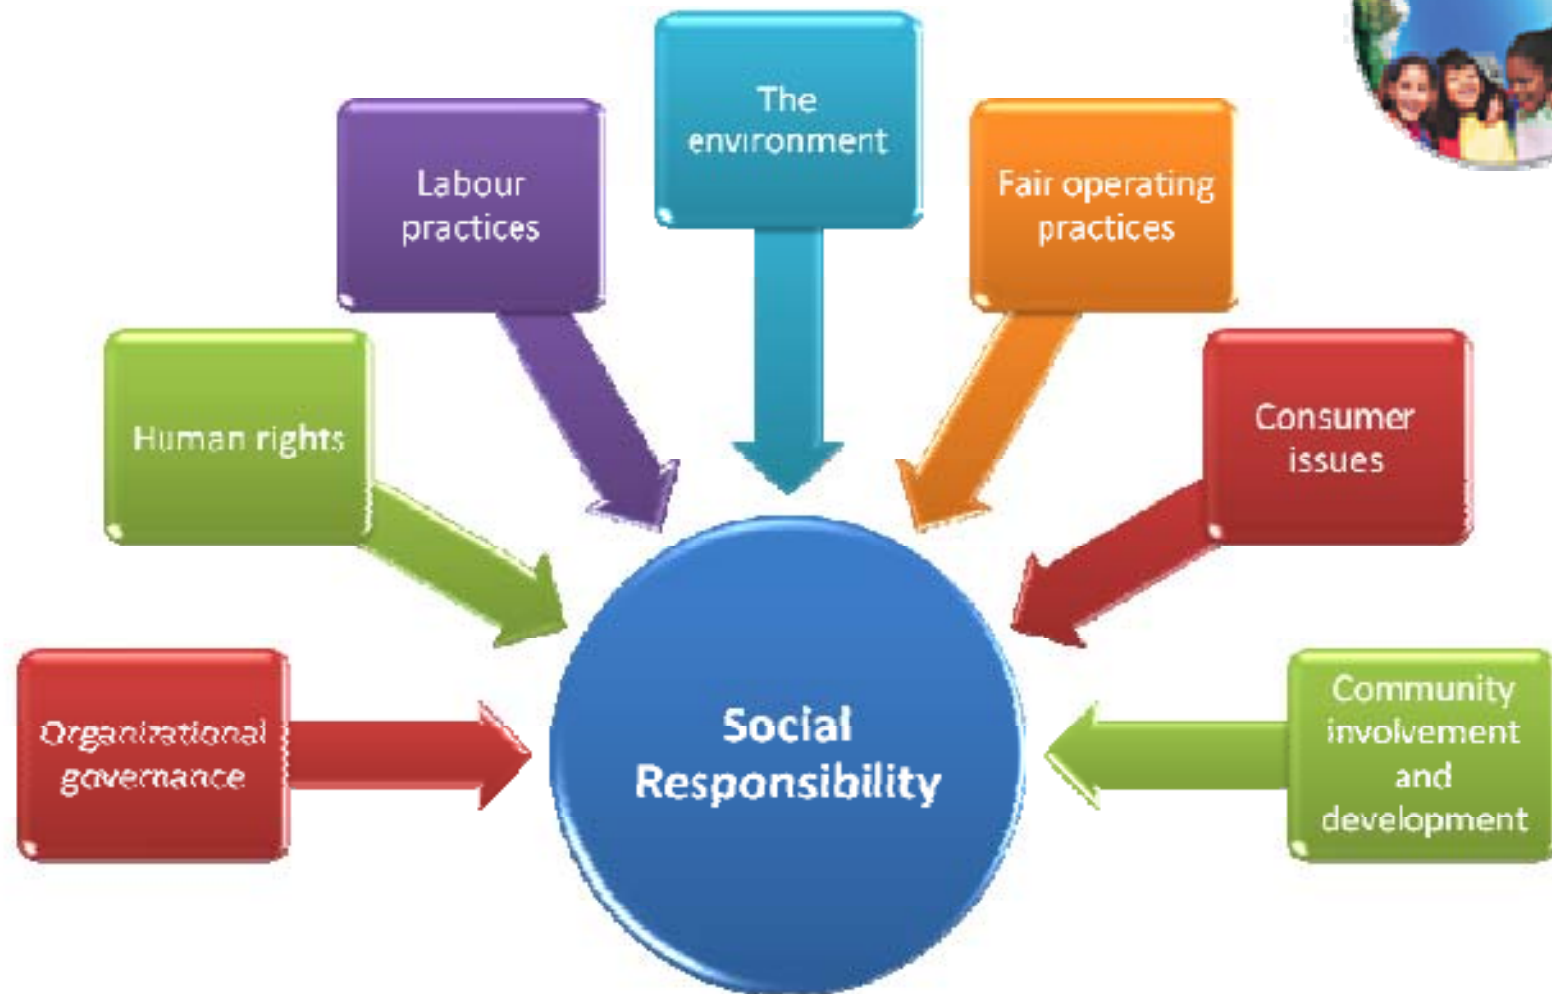 The
environment
Labour
practices
Fair operating
practices
Human rights
Consumer
issues
Organizational
governance
Social
Responsibility
Community
involvement
and
development